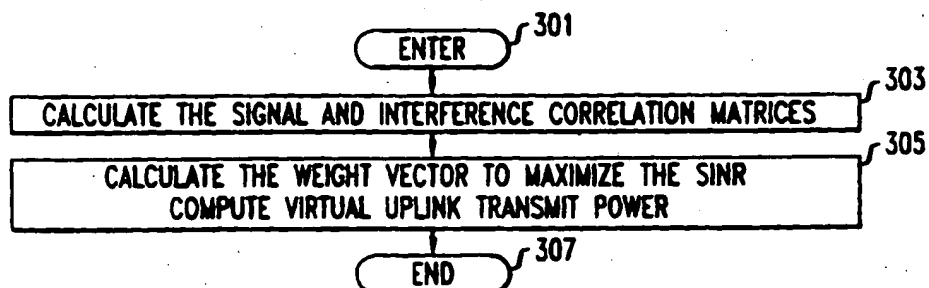 301
ENTER
303
CALCULATE THE SIGNAL AND INTERFERENCE CORRELATION MATRICES
305
CALCULATE THE WEIGHT VECTOR TO MAXIMIZE THE SINR
COMPUTE VIRTUAL UPLINK TRANSMIT POWER
307
END